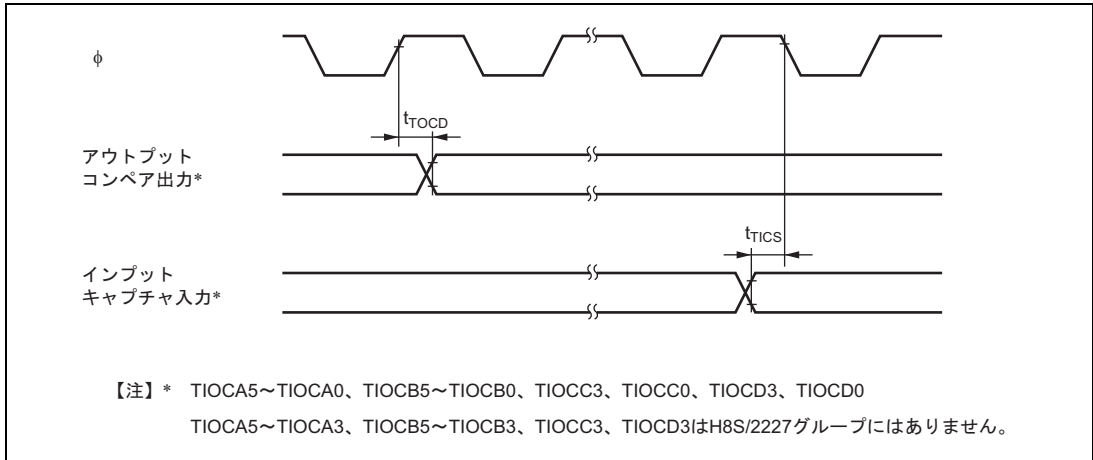 φ
tTOCD
アウトプット
コンペア出力*
tTICS
インプット
キャプチャ入力*
【注】* TIOCA5～TIOCA0、TIOCB5～TIOCB0、TIOCC3、TIOCC0、TIOCD3、TIOCD0
TIOCA5～TIOCA3、TIOCB5～TIOCB3、TIOCC3、TIOCD3はH8S/2227グループにはありません。